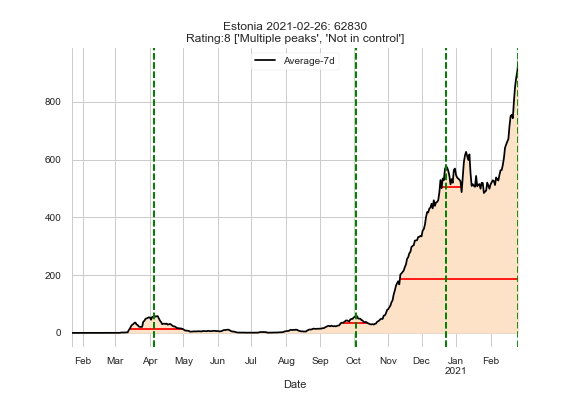 Estonia 2021-02-26: 62830
Rating:8 ['Multiple peaks', 'Not in control']
Average-7d
800
600
400
200
0
Feb Mar Apr May Jun Jul Aug Sep Oct Nov Dec Jan Feb
2021
Date